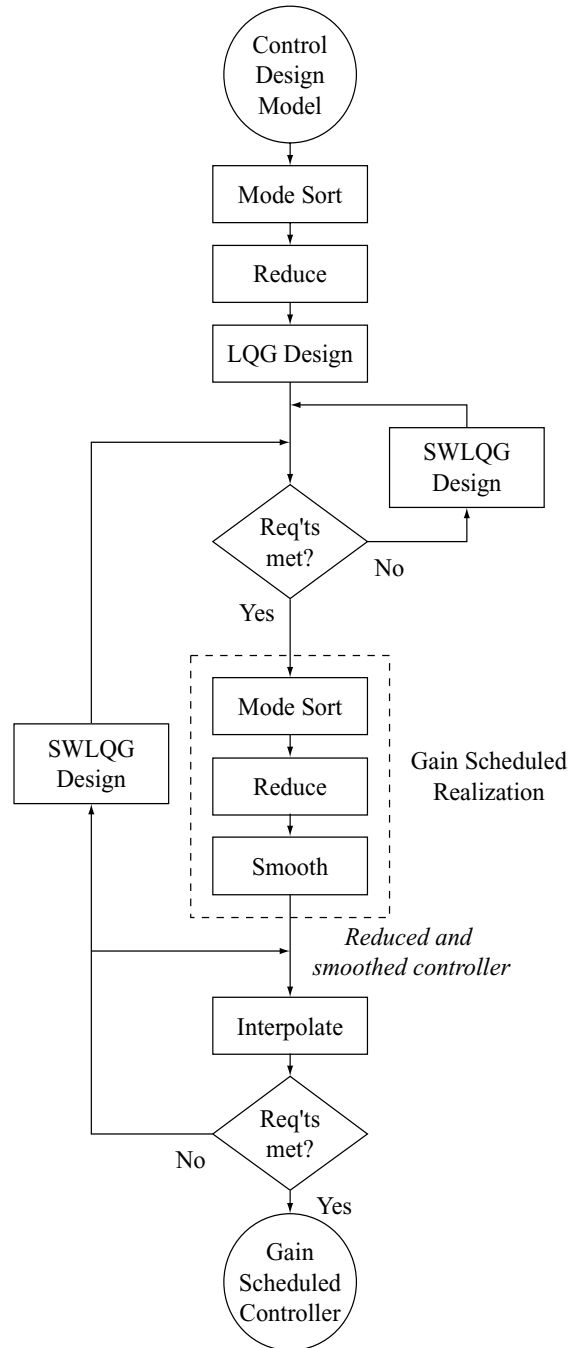 Control
Design
Model
Mode Sort
Reduce
LQG Design
SWLQG
Design
Req'ts
met?
No
Yes
Mode Sort
SWLQG
Design
Reduce
Gain Scheduled
Realization
Smooth
Reduced and
smoothed controller
Interpolate
Req'ts
met?
No
Yes
Gain
Scheduled
Controller